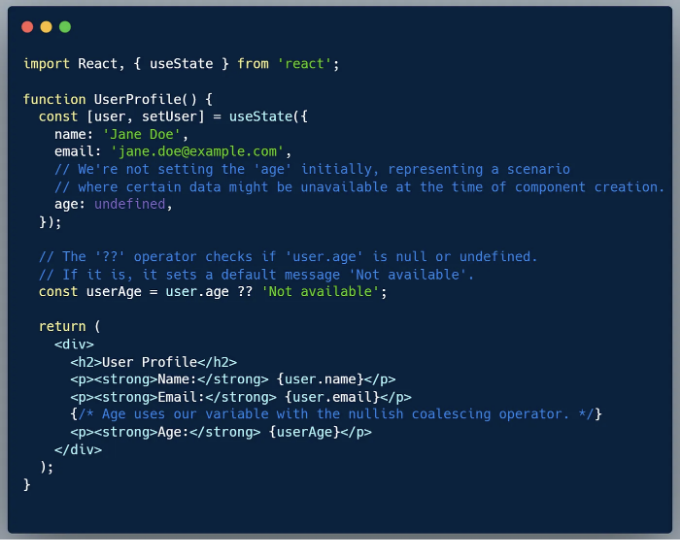 import React, { useState } from 'react';

function UserProfile() {
  const [user, setUser] = useState({
    name: 'Jane Doe',
    email: 'jane.doe@example.com',
    // We're not setting the 'age' initially, representing a scenario
    // where certain data might be unavailable at the time of component creation.
    age: undefined,
  });

  // The '??' operator checks if 'user.age' is null or undefined.
  // If it is, it sets a default message 'Not available'.
  const userAge = user.age ?? 'Not available';

  return (
    <div>
      <h2>User Profile</h2>
      <p><strong>Name:</strong> {user.name}</p>
      <p><strong>Email:</strong> {user.email}</p>
      {/* Age uses our variable with the nullish coalescing operator. */}
      <p><strong>Age:</strong> {userAge}</p>
    </div>
  );
}